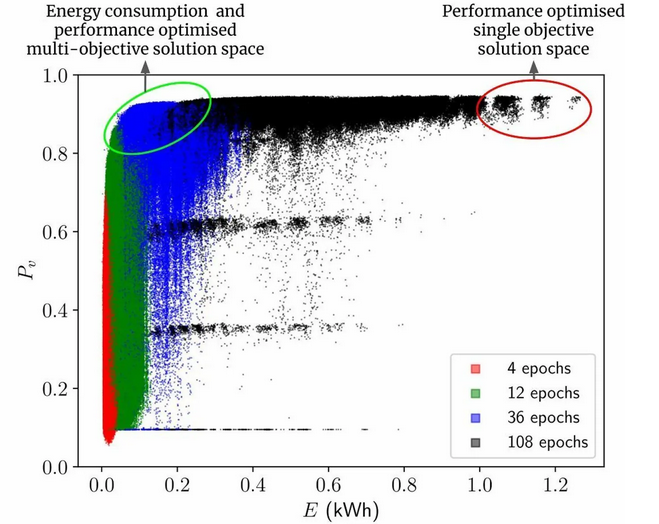 Energy consumption and
performance optimised
multi-objective solution space
Performance optimised
single objective
solution space
1.0
0.8
0.6
0.4
0.2
0.0
P_v
0.0 0.2 0.4 0.6 0.8 1.0 1.2
E (kWh)
4 epochs
12 epochs
36 epochs
108 epochs